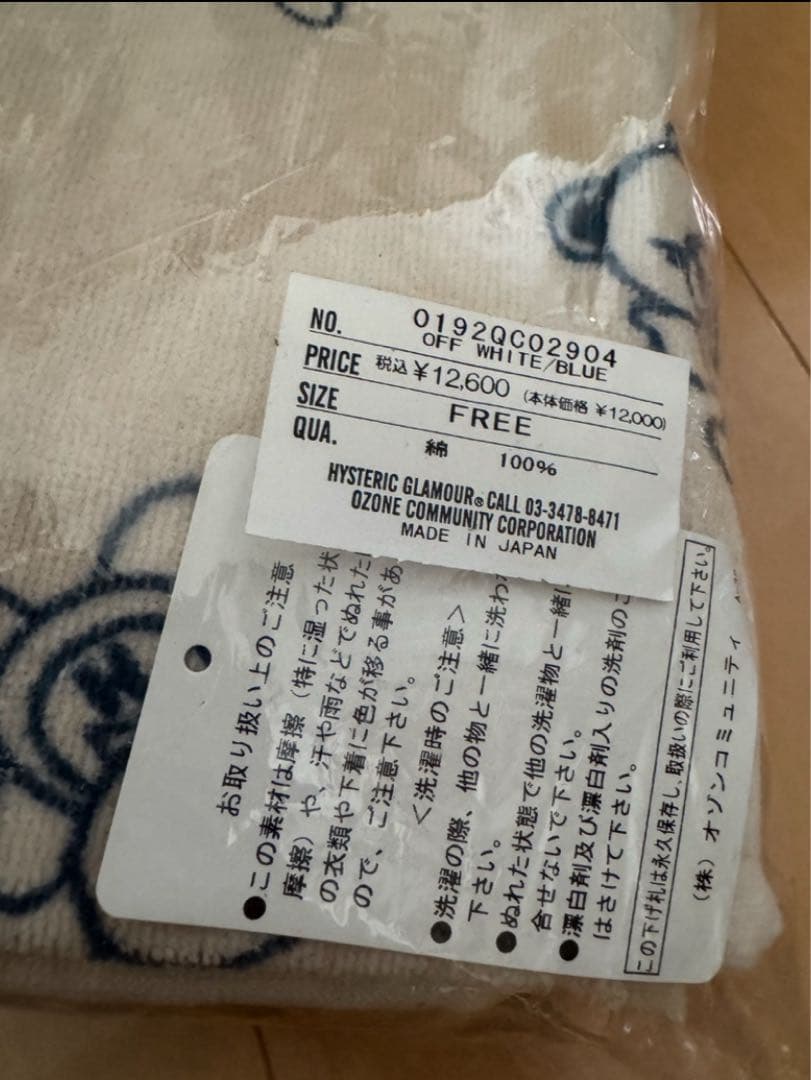 NO. 0192QC02904
OFF WHITE/BLUE
PRICE 税込 ¥12,600 (本体価格 ¥12,000)
SIZE FREE
QUA. 綿 100%
HYSTERIC GLAMOUR® CALL 03-3478-8471
OZONE COMMUNITY CORPORATION
MADE IN JAPAN
お取り扱い上のご注意
●この素材は摩擦(特に湿った状
摩擦)や、汗や雨などでぬれた
の衣類や下着に色が移る事があ
ので、ご注意下さい。
<洗濯時のご注意>
●洗濯の際、他の物と一緒に洗わ
下さい。
●ぬれた状態で他の洗濯物と一緒に
合せないで下さい。
●漂白剤及び漂白剤入りの洗剤のご
はさけて下さい。
この下げ札は永久保存し、取扱いの際にご利用して下さい。
(株) オゾンコミュニティ